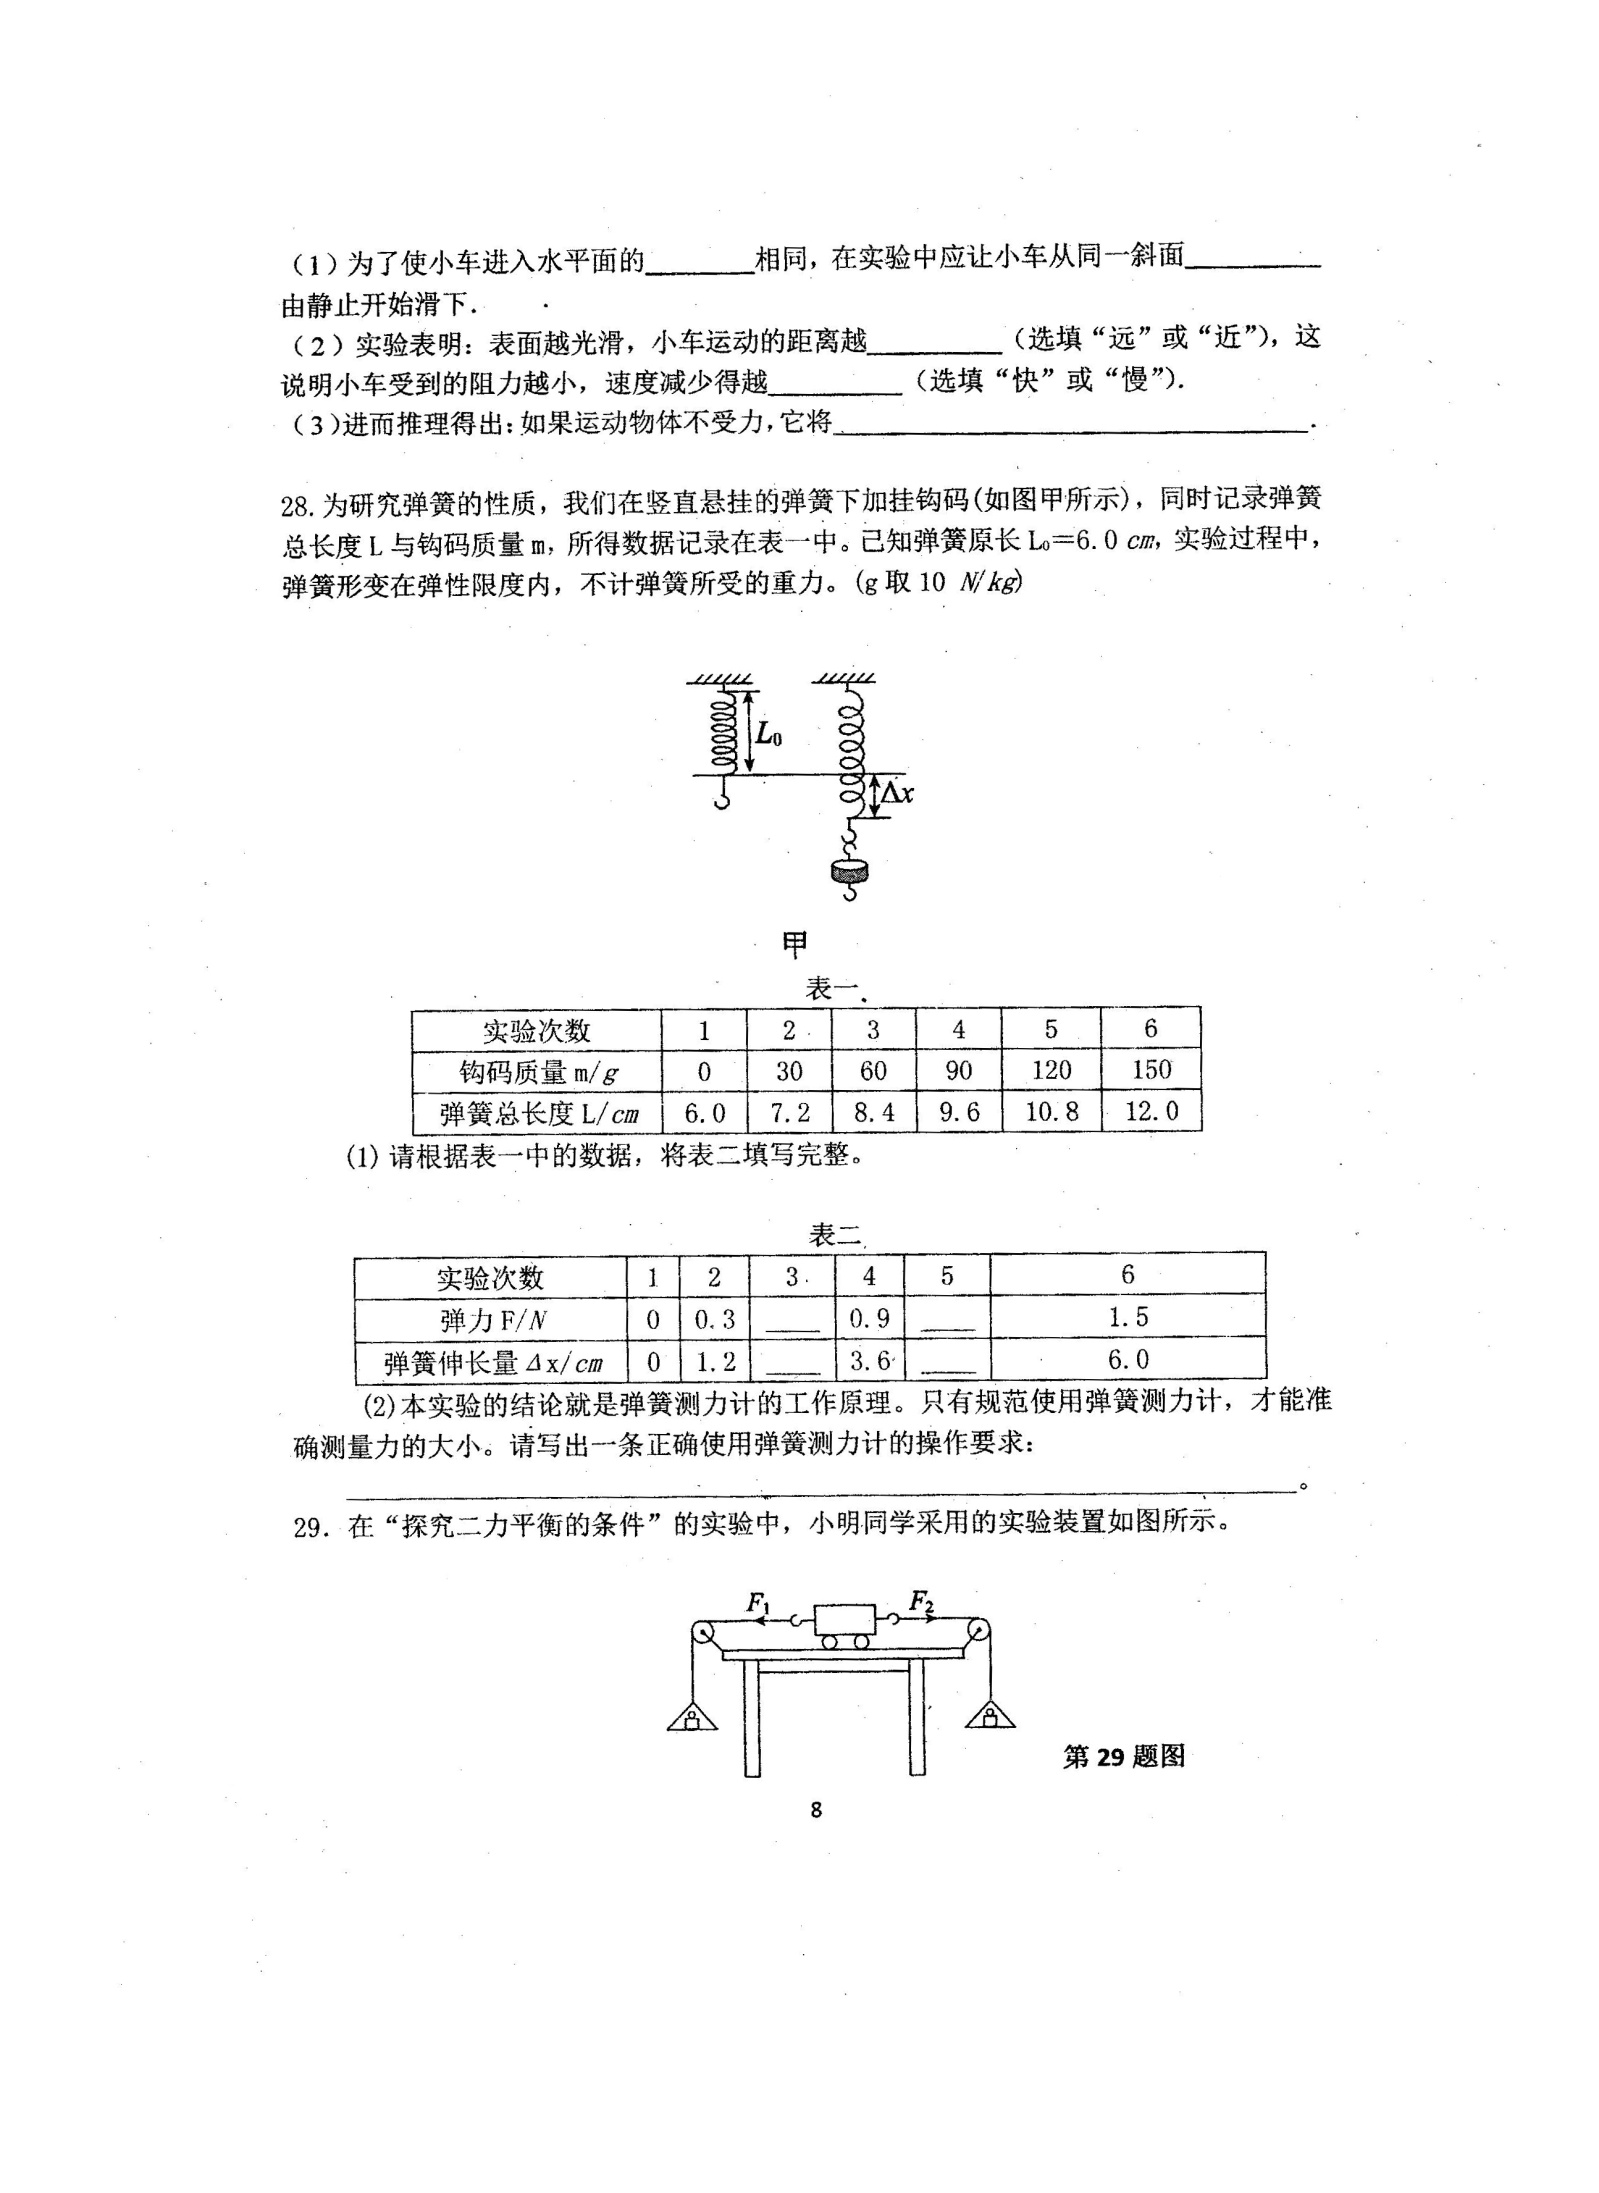 （1）为了使小车进入水平面的________相同，在实验中应让小车从同一斜面__________
由静止开始滑下．
（2）实验表明：表面越光滑，小车运动的距离越__________（选填“远”或“近”），这
说明小车受到的阻力越小，速度减少得越__________（选填“快”或“慢”）．
（3）进而推理得出：如果运动物体不受力，它将____________________________________．
28. 为研究弹簧的性质，我们在竖直悬挂的弹簧下加挂钩码(如图甲所示)，同时记录弹簧
总长度 L 与钩码质量 m，所得数据记录在表一中。已知弹簧原长 L₀＝6.0 cm，实验过程中，
弹簧形变在弹性限度内，不计弹簧所受的重力。(g 取 10 N/kg)
L₀
Δx
甲
表一
实验次数 1 2 3 4 5 6
钩码质量 m/g 0 30 60 90 120 150
弹簧总长度 L/cm 6.0 7.2 8.4 9.6 10.8 12.0
(1) 请根据表一中的数据，将表二填写完整。
表二
实验次数 1 2 3 4 5 6
弹力 F/N 0 0.3 ____ 0.9 ____ 1.5
弹簧伸长量 Δx/cm 0 1.2 ____ 3.6 ____ 6.0
(2)本实验的结论就是弹簧测力计的工作原理。只有规范使用弹簧测力计，才能准
确测量力的大小。请写出一条正确使用弹簧测力计的操作要求：
________________________________________________________________________。
29. 在“探究二力平衡的条件”的实验中，小明同学采用的实验装置如图所示。
F₁ F₂
第 29 题图
8